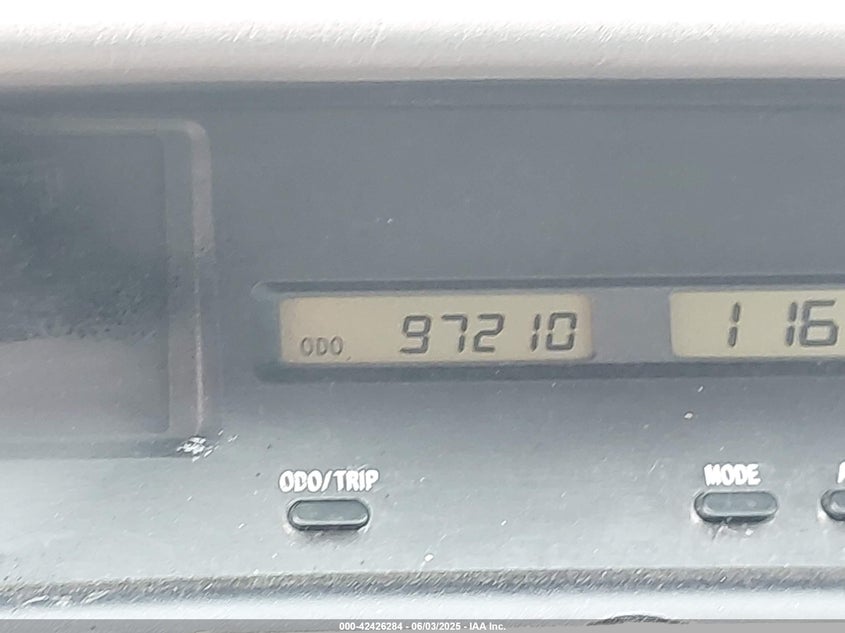 ODO 97210 1 16
ODO/TRIP MODE
000-42426284 - 06/03/2025 - IAA Inc.